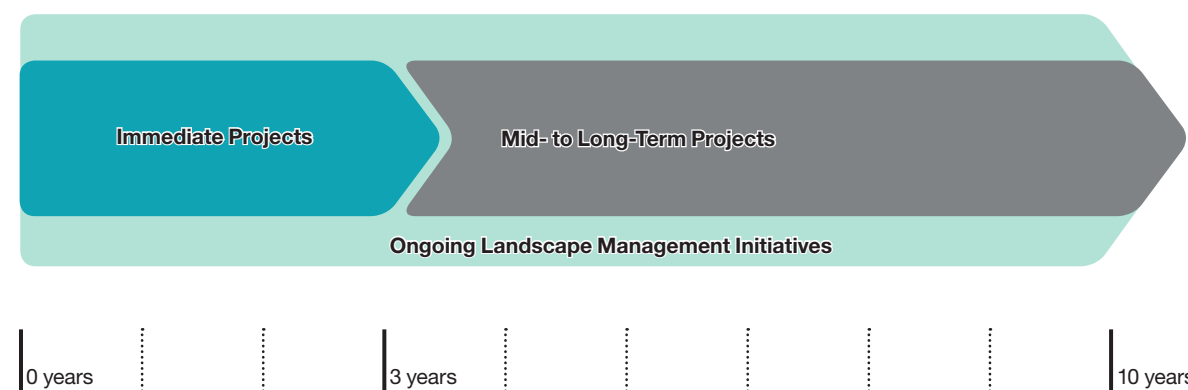 Immediate Projects
Mid- to Long-Term Projects
Ongoing Landscape Management Initiatives
0 years
3 years
10 years